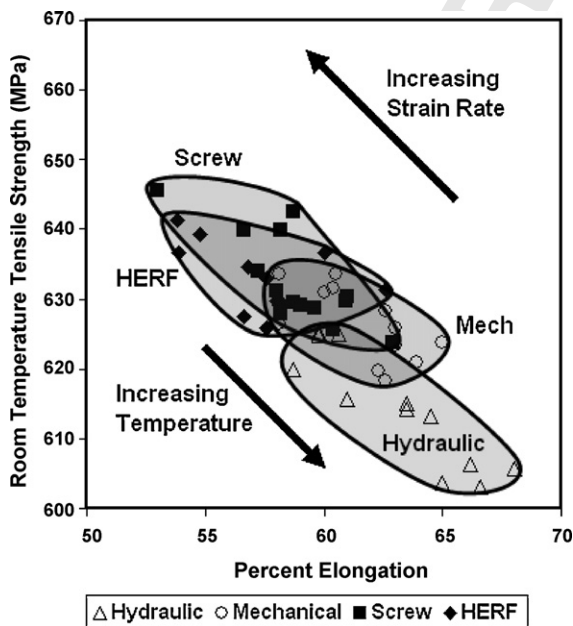 Room Temperature Tensile Strength (MPa)
670
660
650
640
630
620
610
600
Increasing
Strain Rate
Screw
HERF
Mech
Increasing
Temperature
Hydraulic
50 55 60 65 70
Percent Elongation
△ Hydraulic ○ Mechanical ■ Screw ◆ HERF